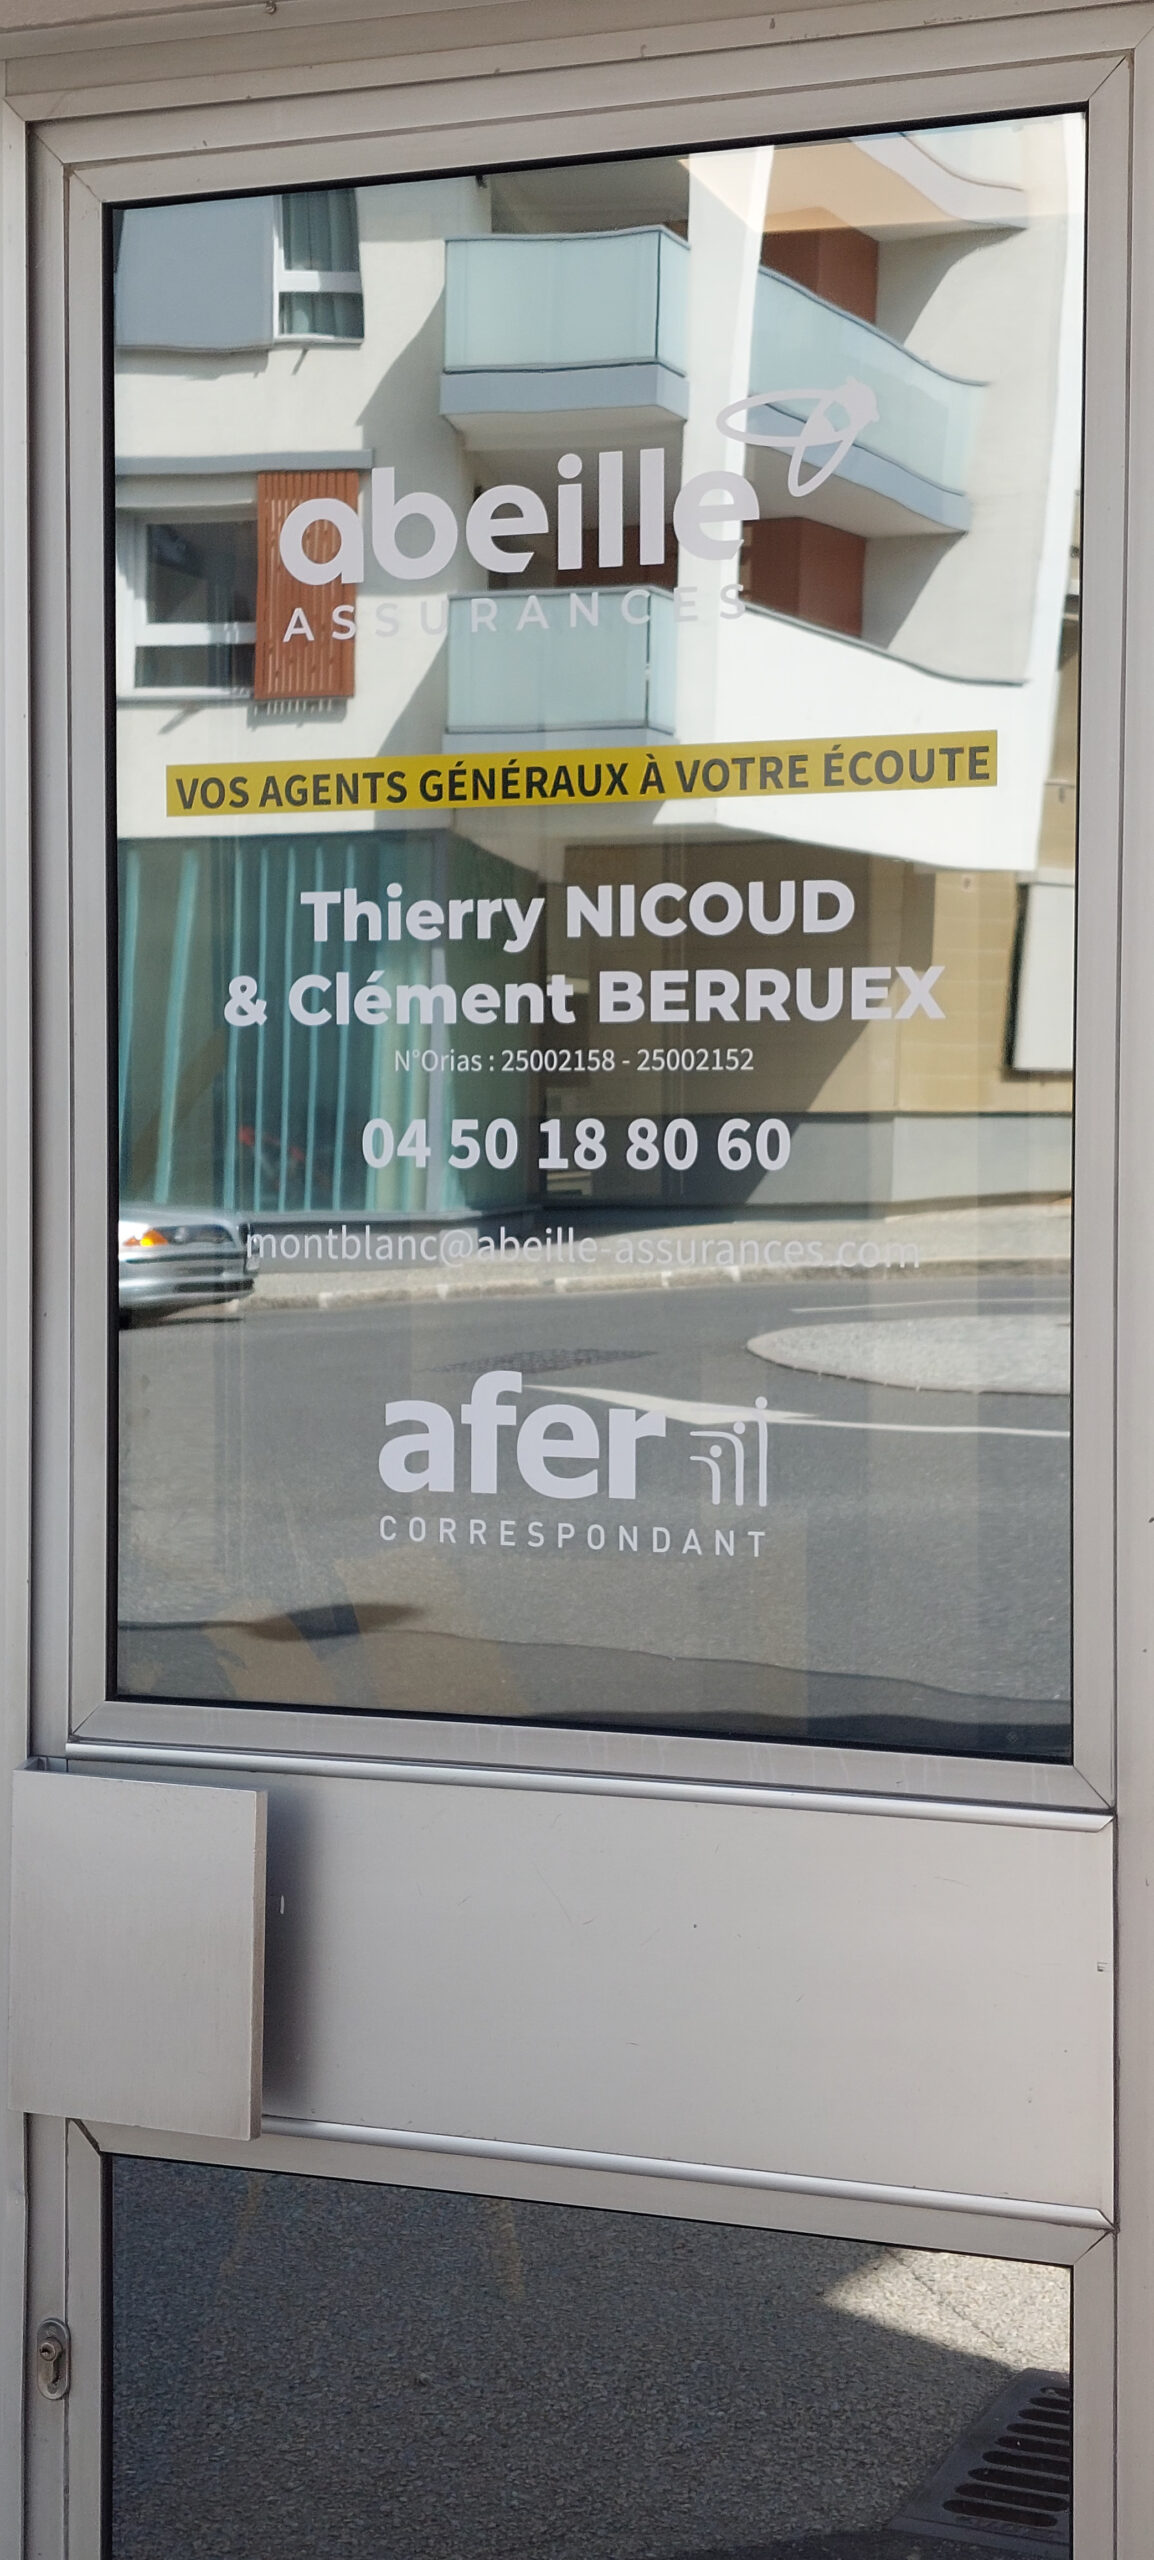 abeille
ASSURANCES
VOS AGENTS GÉNÉRAUX À VOTRE ÉCOUTE
Thierry NICOUD
& Clément BERRUEX
N°Orias : 25002158 - 25002152
04 50 18 80 60
montblanc@abeille-assurances.com
afer
CORRESPONDANT